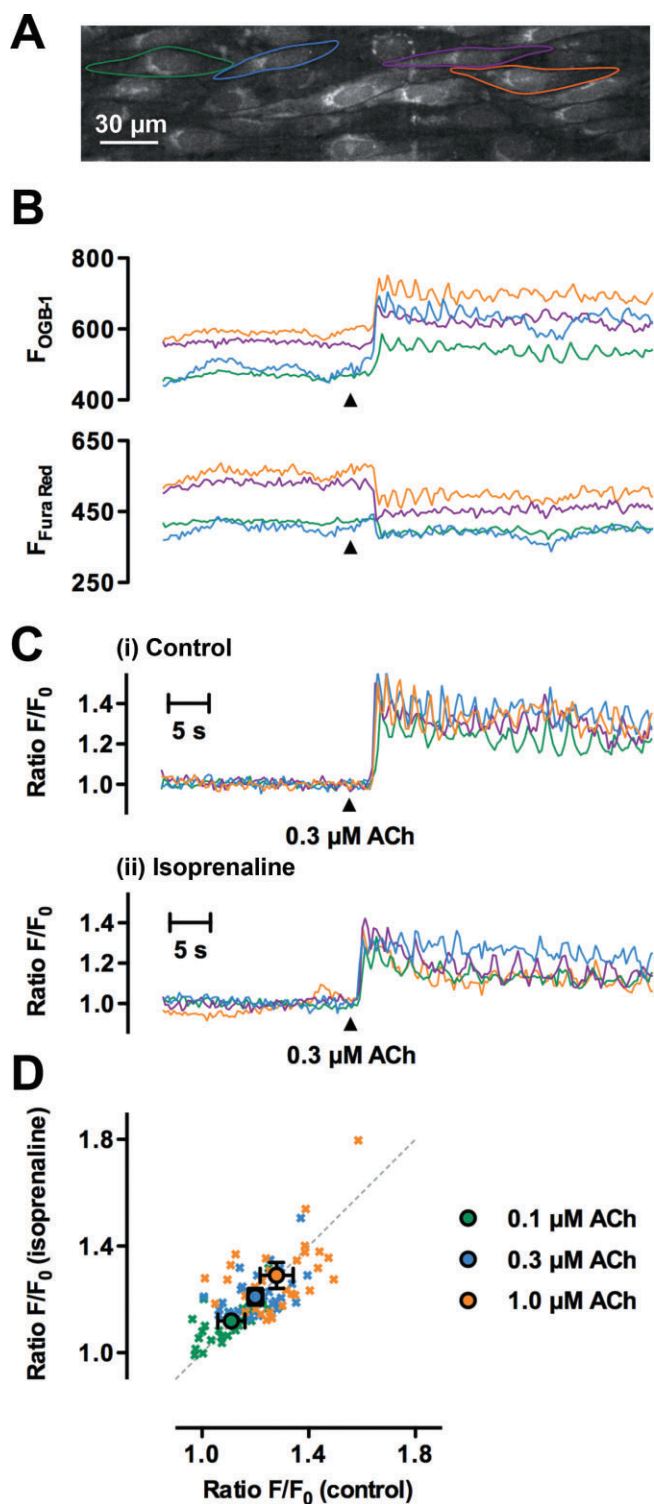 A
30 µm
B
800
600
400
F OGB-1
650
450
250
F Fura Red
C
(i) Control
1.4
1.2
1.0
Ratio F/F0
5 s
0.3 µM ACh
(ii) Isoprenaline
1.4
1.2
1.0
Ratio F/F0
5 s
0.3 µM ACh
D
1.8
1.4
1.0
Ratio F/F0 (isoprenaline)
0.1 µM ACh
0.3 µM ACh
1.0 µM ACh
1.0 1.4 1.8
Ratio F/F0 (control)